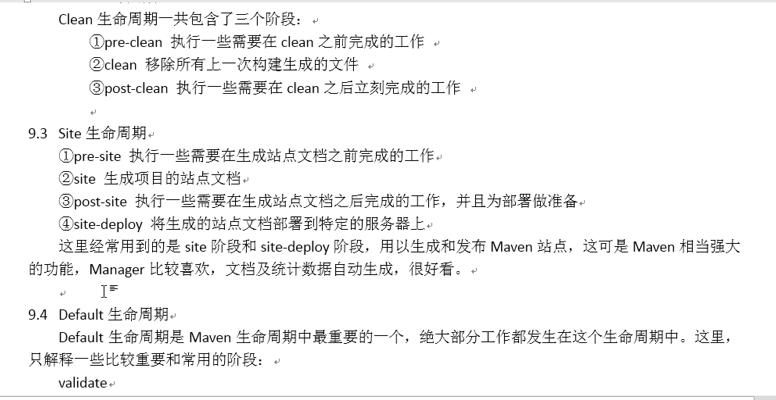 Clean 生命周期一共包含了三个阶段：
①pre-clean 执行一些需要在 clean 之前完成的工作
②clean 移除所有上一次构建生成的文件
③post-clean 执行一些需要在 clean 之后立刻完成的工作
9.3 Site 生命周期
①pre-site 执行一些需要在生成站点文档之前完成的工作
②site 生成项目的站点文档
③post-site 执行一些需要在生成站点文档之后完成的工作，并且为部署做准备
④site-deploy 将生成的站点文档部署到特定的服务器上
这里经常用到的是 site 阶段和 site-deploy 阶段，用以生成和发布 Maven 站点，这可是 Maven 相当强大
的功能，Manager 比较喜欢，文档及统计数据自动生成，很好看。
9.4 Default 生命周期
Default 生命周期是 Maven 生命周期中最重要的一个，绝大部分工作都发生在这个生命周期中。这里，
只解释一些比较重要和常用的阶段：
validate